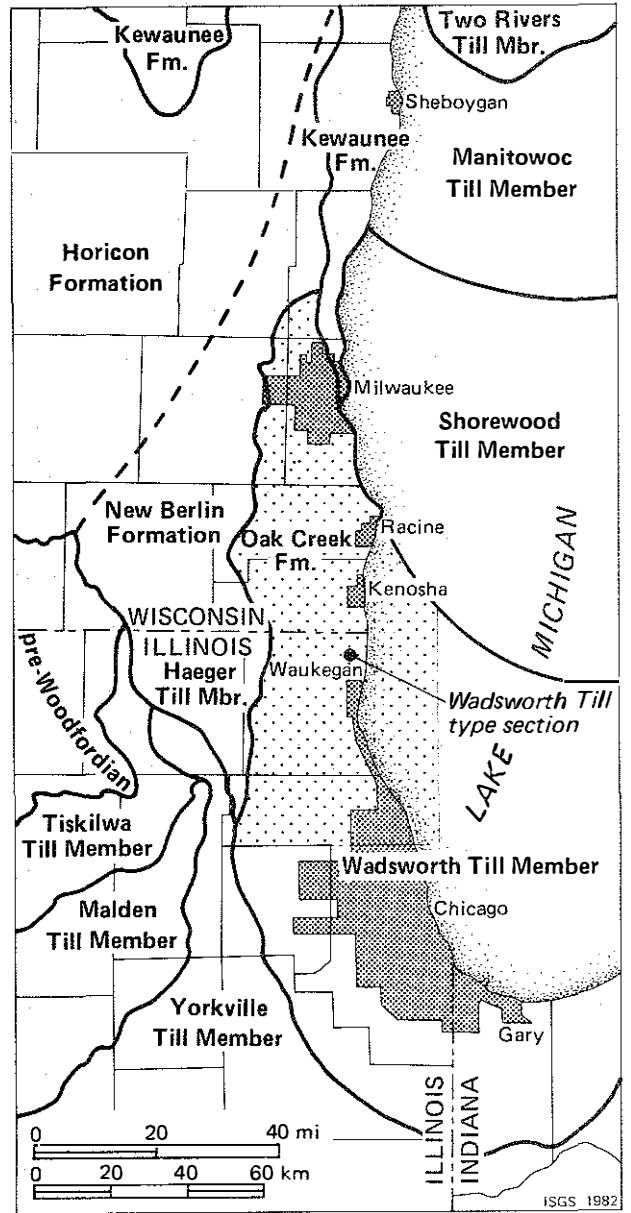 Kewaunee
Fm.
Two Rivers
Till Mbr.
Sheboygan
Kewaunee
Fm.
Manitowoc
Till Member
Horicon
Formation
Milwaukee
Shorewood
Till Member
New Berlin
Formation
Oak Creek
Fm.
Racine
Kenosha
MICHIGAN
WISCONSIN
ILLINOIS
Haeger
Till Mbr.
Waukegan
pre-Woodfordian
Wadsworth Till
type section
LAKE
Tiskilwa
Till Member
Wadsworth Till Member
Malden
Till Member
Chicago
Yorkville
Till Member
Gary
ILLINOIS
INDIANA
0 20 40 mi
0 20 40 60 km
ISGS 1982